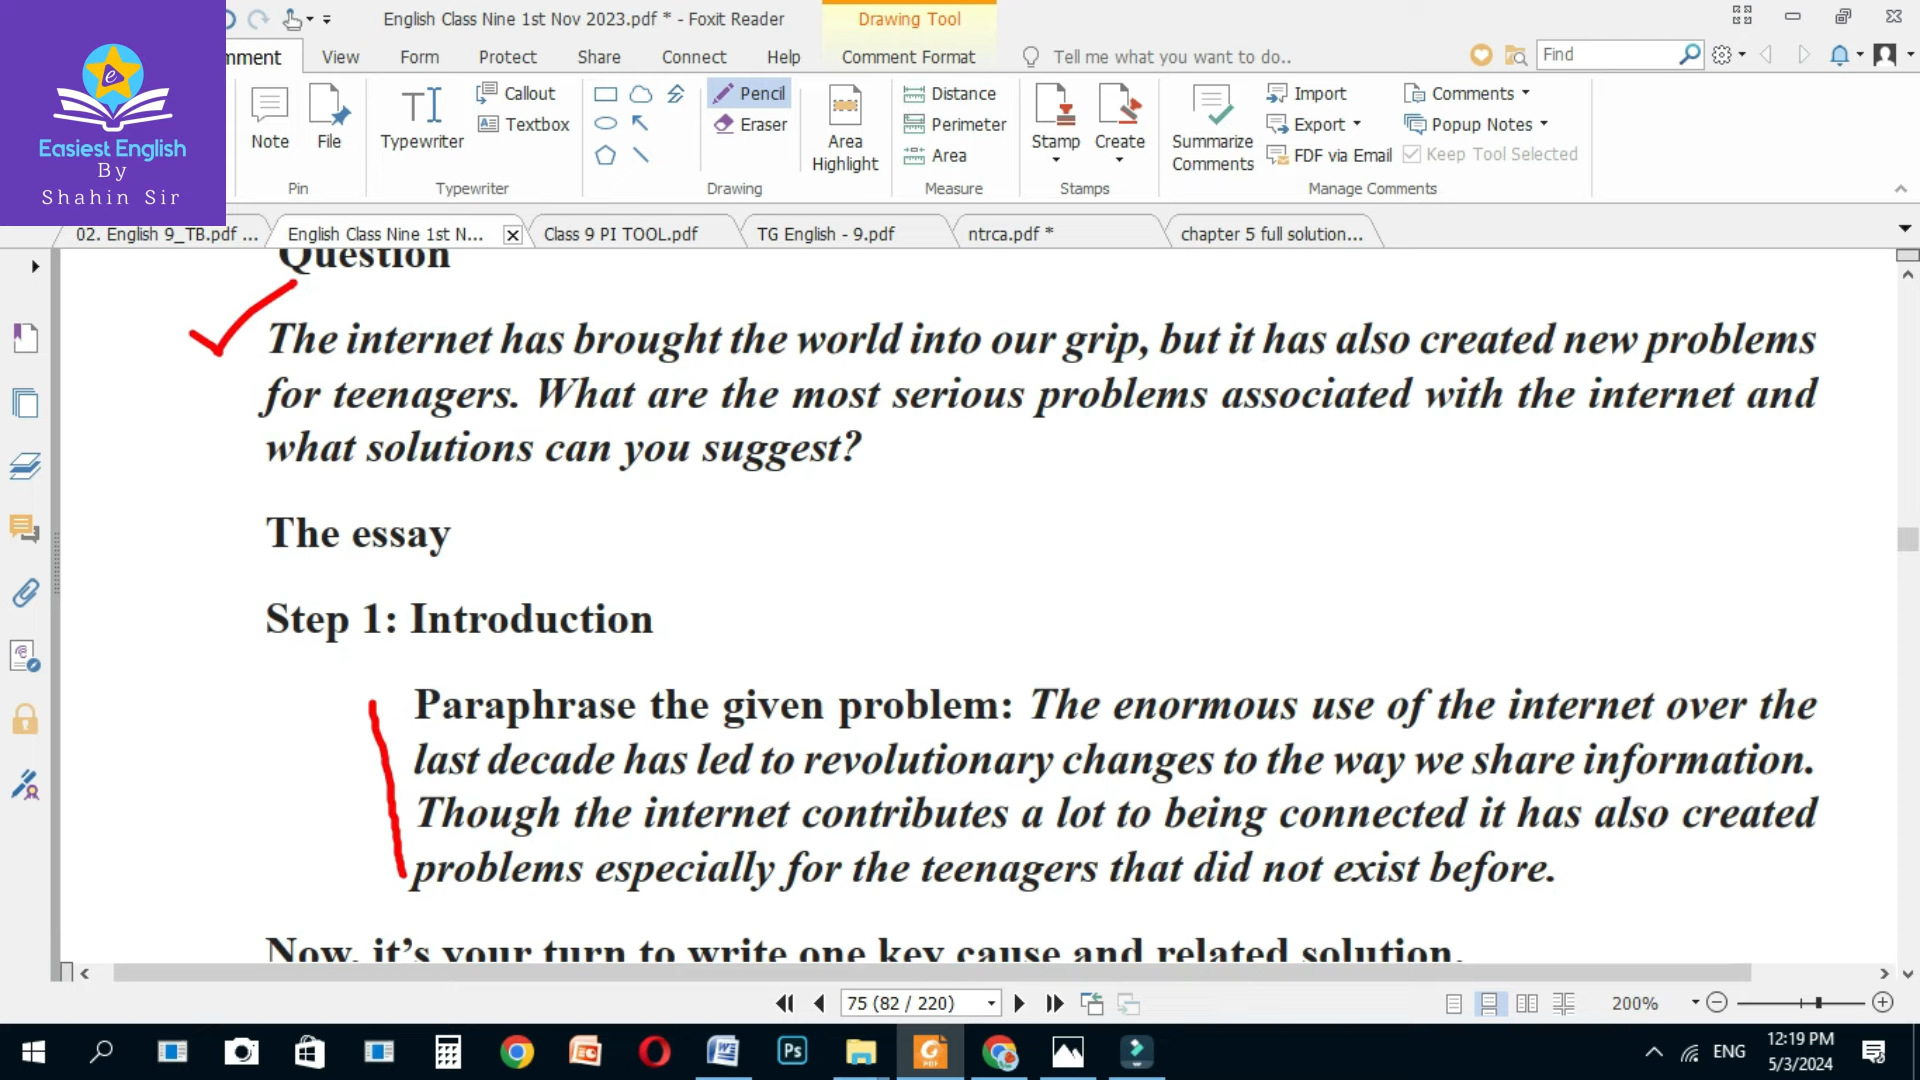 English Class Nine 1st Nov 2023.pdf * - Foxit Reader
Drawing Tool
mment View Form Protect Share Connect Help Comment Format Tell me what you want to do.. Find
e
Easiest English
By
Shahin Sir
Note File
Pin
Typewriter Callout Textbox
Typewriter
Pencil Eraser Area Highlight
Drawing
Distance Perimeter Area
Measure
Stamp Create
Stamps
Summarize Comments
Import Export FDF via Email
Comments Popup Notes Keep Tool Selected
Manage Comments
02. English 9_TB.pdf ... English Class Nine 1st N... Class 9 PI TOOL.pdf TG English - 9.pdf ntrca.pdf * chapter 5 full solution...
Question
The internet has brought the world into our grip, but it has also created new problems
for teenagers. What are the most serious problems associated with the internet and
what solutions can you suggest?
The essay
Step 1: Introduction
Paraphrase the given problem: The enormous use of the internet over the
last decade has led to revolutionary changes to the way we share information.
Though the internet contributes a lot to being connected it has also created
problems especially for the teenagers that did not exist before.
Now, it's your turn to write one key cause and related solution.
75 (82 / 220) 200%
Ps ENG 12:19 PM
5/3/2024